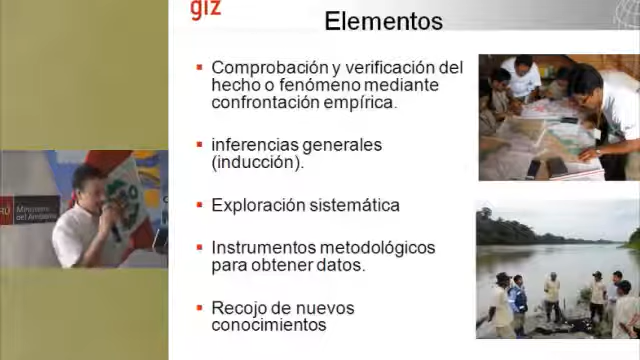 giz
Elementos
Comprobación y verificación del
hecho o fenómeno mediante
confrontación empírica.
inferencias generales
(inducción).
Exploración sistemática
Instrumentos metodológicos
para obtener datos.
Recojo de nuevos
conocimientos
RÚ
Ministerio
del Ambiente